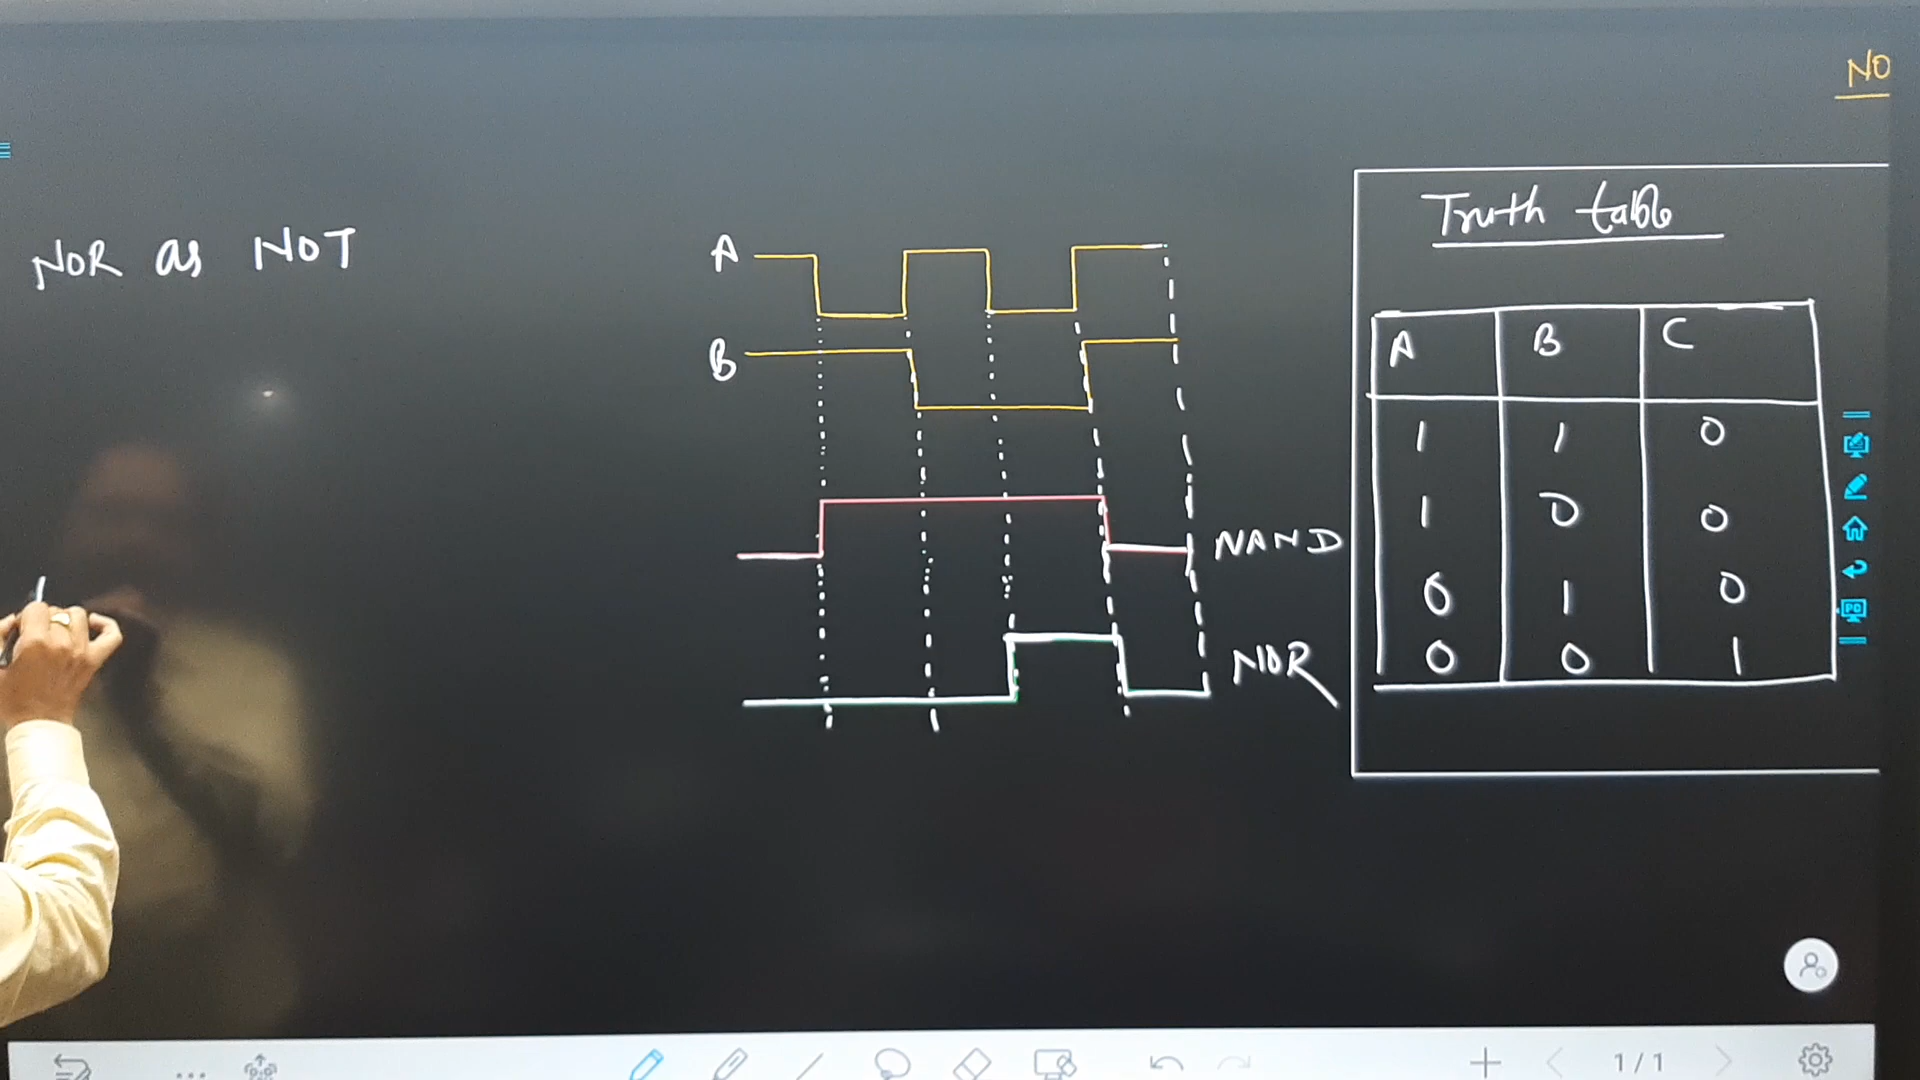 NO
NOR as NOT
A
B
NAND
NOR
Truth table
A B C
1 1 0
1 0 0
0 1 0
0 0 1
PD
1/1